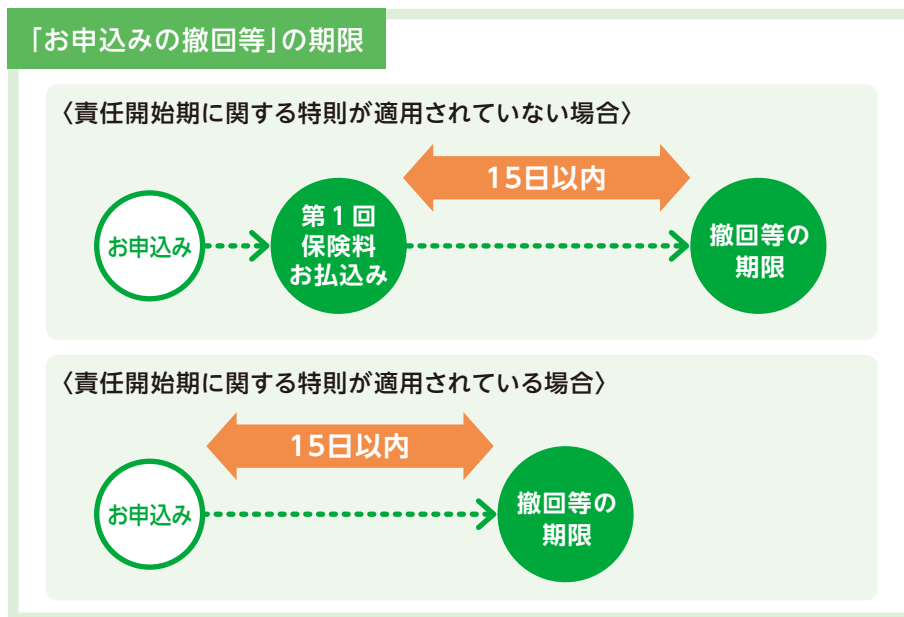 「お申込みの撤回等」の期限
〈責任開始期に関する特則が適用されていない場合〉
15日以内
お申込み
第1回
保険料
お払込み
撤回等の
期限
〈責任開始期に関する特則が適用されている場合〉
15日以内
お申込み
撤回等の
期限